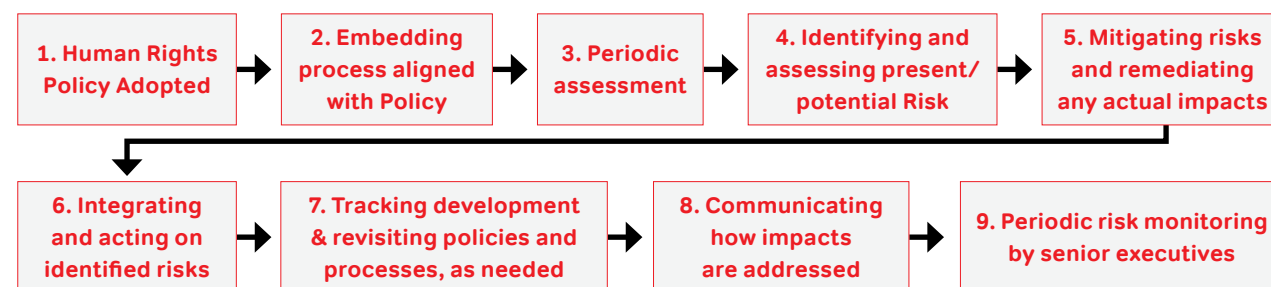 1. Human Rights
Policy Adopted
2. Embedding
process aligned
with Policy
3. Periodic
assessment
4. Identifying and
assessing present/
potential Risk
5. Mitigating risks
and remediating
any actual impacts
6. Integrating
and acting on
identified risks
7. Tracking development
& revisiting policies and
processes, as needed
8. Communicating
how impacts
are addressed
9. Periodic risk monitoring
by senior executives